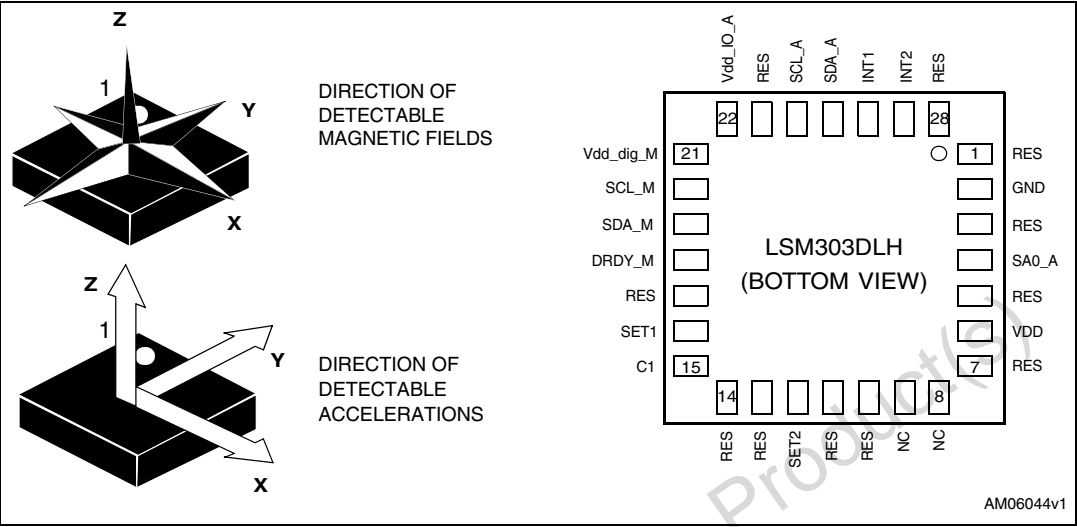 Z
1
Y
X
DIRECTION OF
DETECTABLE
MAGNETIC FIELDS
Z
1
Y
X
DIRECTION OF
DETECTABLE
ACCELERATIONS
Vdd_IO_A
RES
SCL_A
SDA_A
INT1
INT2
RES
22
28
Vdd_dig_M
21
1
RES
SCL_M
GND
SDA_M
RES
DRDY_M
SA0_A
RES
RES
SET1
VDD
C1
15
7
RES
LSM303DLH
(BOTTOM VIEW)
14
8
RES
RES
SET2
RES
RES
NC
NC
Product(s)
AM06044v1